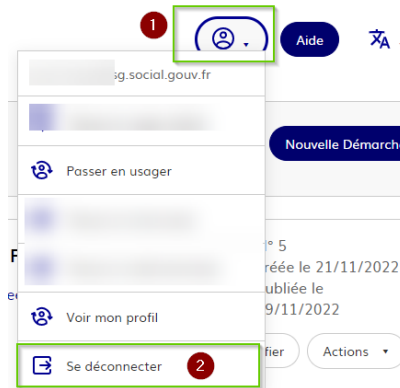 1
Aide
sg.social.gouv.fr
Passer en usager
Nouvelle Démarch
° 5
réée le 21/11/2022
ubliée le
9/11/2022
Voir mon profil
fier
Actions
Se déconnecter
2